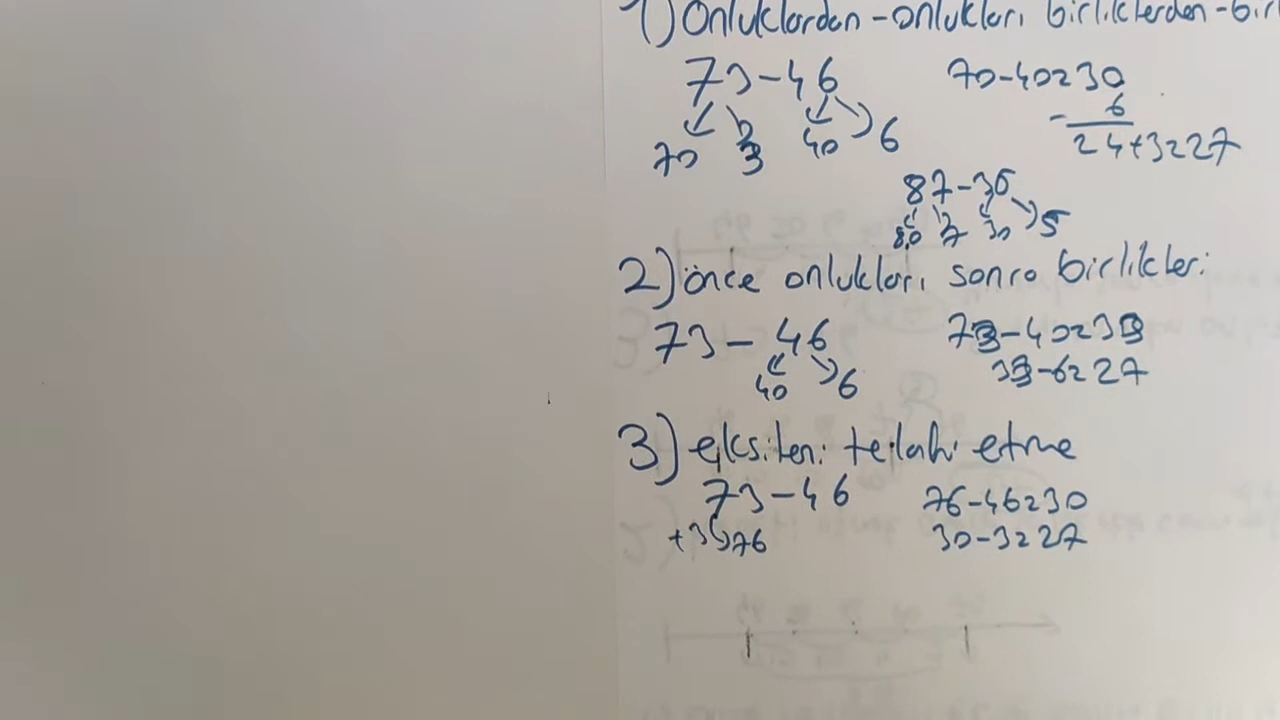 1) Onluklardan-onlukları birliklerden-bir
73-46 70-40=30
70 3 40 6
- 6
24+3=27
87-35
80 7 30 5
2) önce onlukları sonra birlikleri
73 - 46 73-40=33
40 6 33-6=27
3) eksileni telafi etme
73-46 76-46=30
+3 76 30-3=27